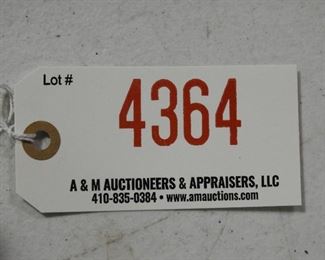 Lot #
4364
A & M AUCTIONEERS & APPRAISERS, LLC
410-835-0384 • www.amauctions.com